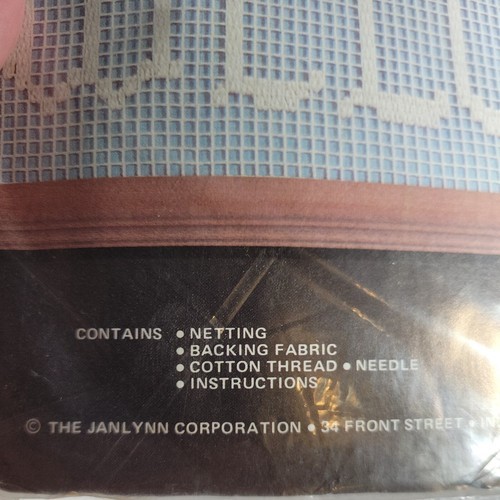 CONTAINS • NETTING
• BACKING FABRIC
• COTTON THREAD • NEEDLE
• INSTRUCTIONS
© THE JANLYNN CORPORATION • 34 FRONT STREET •